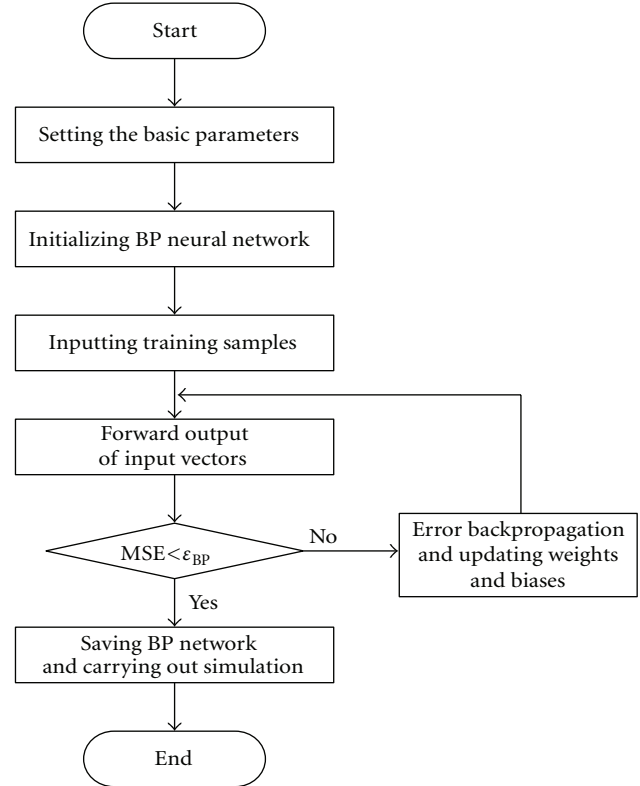 Start
Setting the basic parameters
Initializing BP neural network
Inputting training samples
Forward output
of input vectors
MSE<εBP
No
Error backpropagation
and updating weights
and biases
Yes
Saving BP network
and carrying out simulation
End